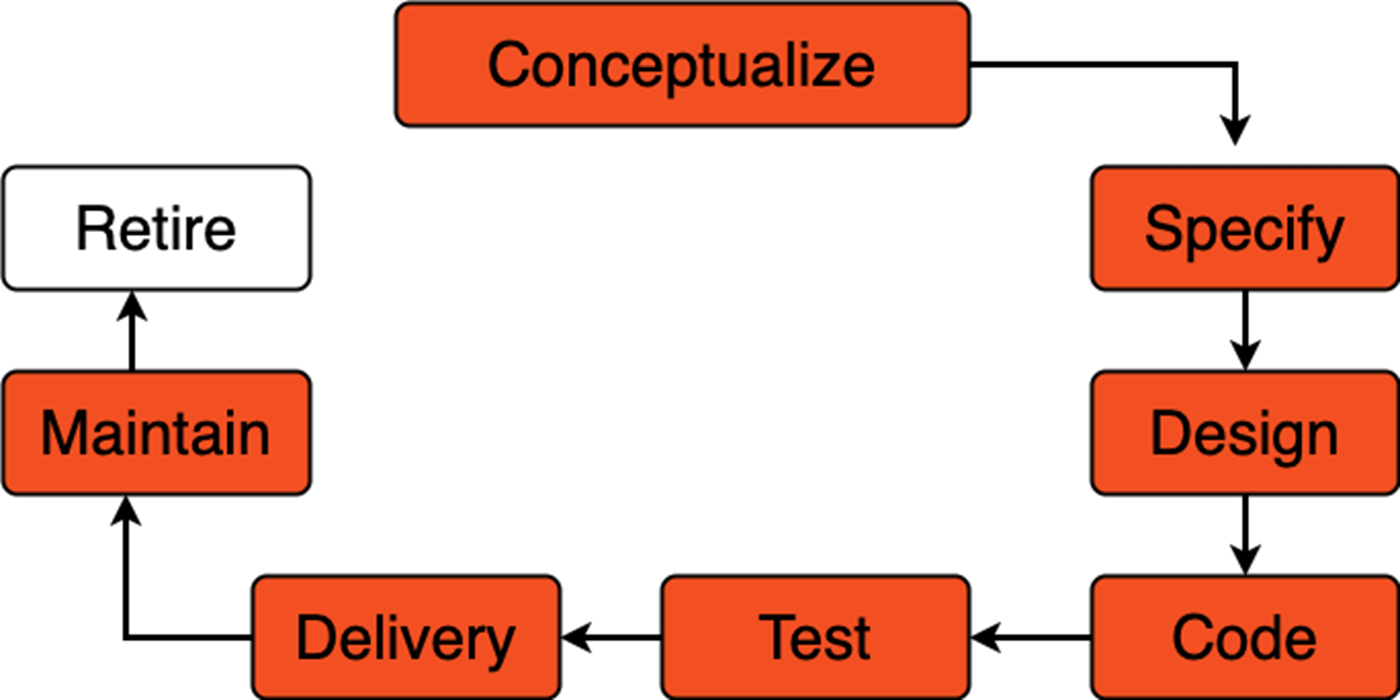 Conceptualize
Specify
Design
Code
Test
Delivery
Maintain
Retire